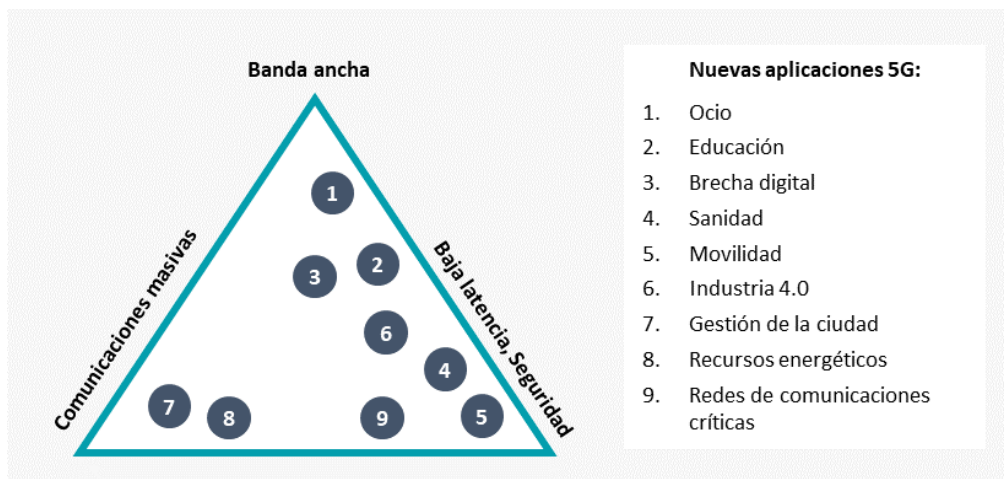 Banda ancha
Comunicaciones masivas
Baja latencia, Seguridad
1
2
3
6
4
7
8
9
5
Nuevas aplicaciones 5G:
1. Ocio
2. Educación
3. Brecha digital
4. Sanidad
5. Movilidad
6. Industria 4.0
7. Gestión de la ciudad
8. Recursos energéticos
9. Redes de comunicaciones
críticas